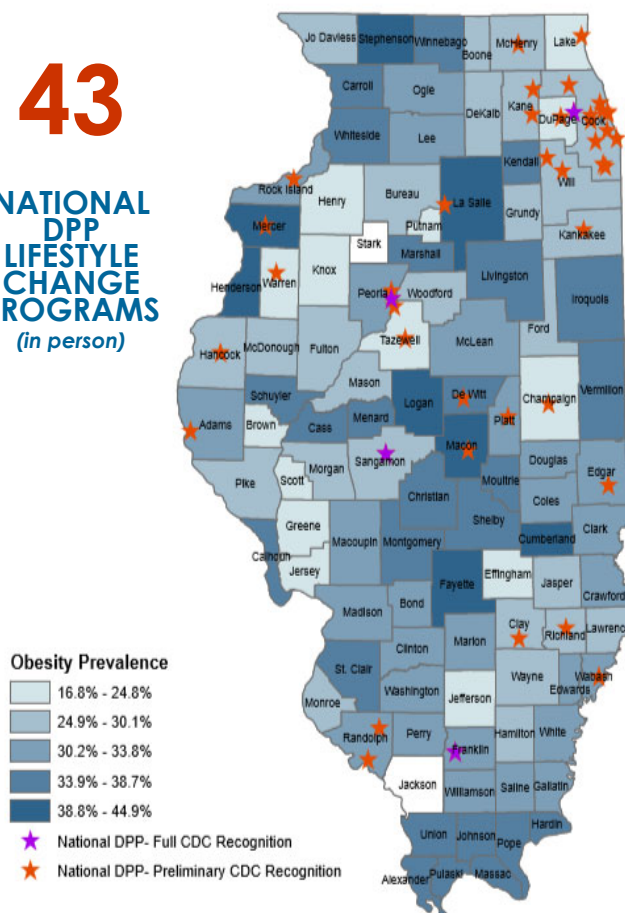 43
NATIONAL
DPP
LIFESTYLE
CHANGE
ROGRAMS
(in person)
Jo Daviess
Stephenson
Winnebago
Boone
McHenry
Lake
Carroll
Ogle
DeKalb
Kane
DuPage
Cook
Whiteside
Lee
Kendall
Will
Rock Island
Henry
Bureau
La Salle
Grundy
Putnam
Kankakee
Mercer
Stark
Marshall
Knox
Henderson
Warren
Peoria
Woodford
Livingston
Iroquois
Ford
Tazewell
McLean
Hancock
McDonough
Fulton
Mason
Logan
De Witt
Champaign
Vermilion
Schuyler
Piatt
Adams
Brown
Cass
Menard
Macon
Sangamon
Douglas
Edgar
Pike
Scott
Morgan
Moultrie
Coles
Christian
Shelby
Greene
Macoupin
Montgomery
Cumberland
Clark
Calhoun
Jersey
Fayette
Effingham
Jasper
Crawford
Madison
Bond
Clay
Richland
Lawrenc
Clinton
Marion
St. Clair
Wayne
Wabash
Edwards
Washington
Jefferson
Monroe
Randolph
Perry
Hamilton
White
Franklin
Jackson
Williamson
Saline
Gallatin
Union
Johnson
Pope
Hardin
Alexander
Pulaski
Massac
Obesity Prevalence
16.8% - 24.8%
24.9% - 30.1%
30.2% - 33.8%
33.9% - 38.7%
38.8% - 44.9%
National DPP- Full CDC Recognition
National DPP- Preliminary CDC Recognition